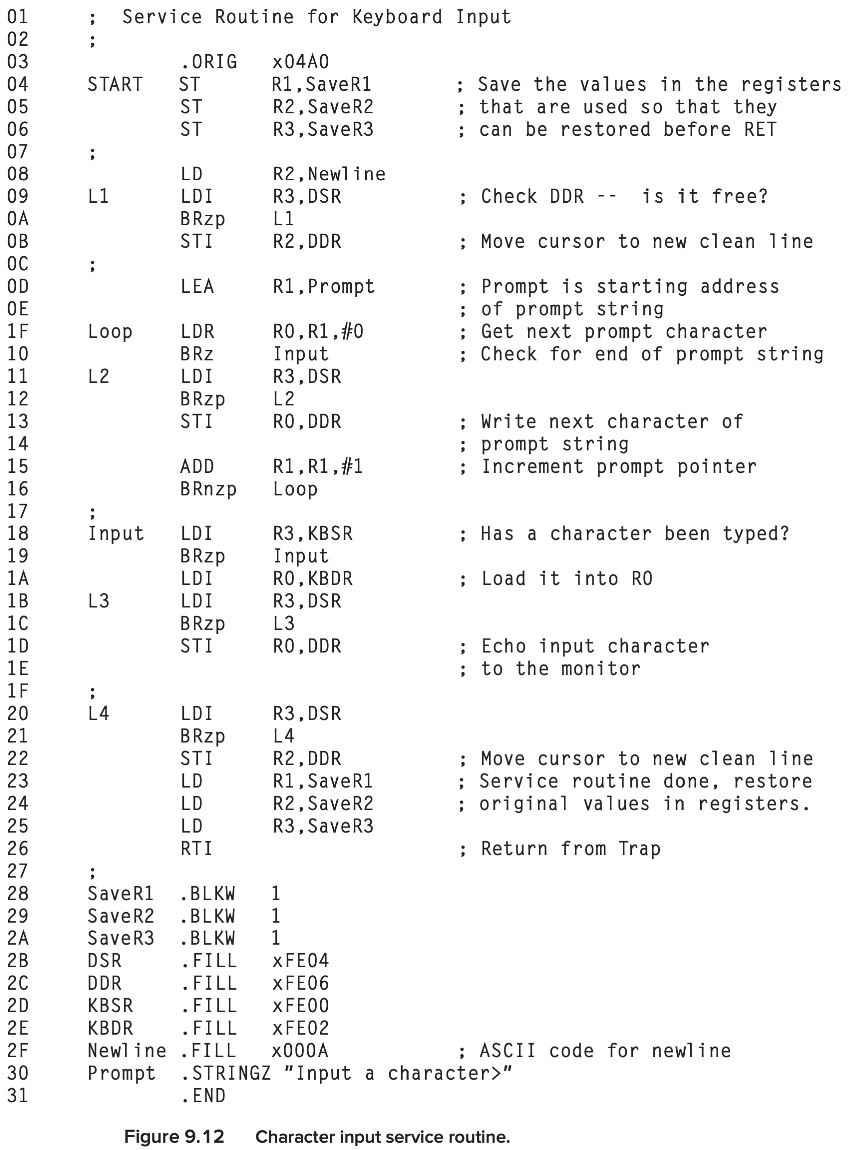 01 ; Service Routine for Keyboard Input
02 ;
03 .ORIG x04A0
04 START ST R1,SaveR1 ; Save the values in the registers
05 ST R2,SaveR2 ; that are used so that they
06 ST R3,SaveR3 ; can be restored before RET
07 ;
08 LD R2,Newline
09 L1 LDI R3,DSR ; Check DDR -- is it free?
0A BRzp L1
0B STI R2,DDR ; Move cursor to new clean line
0C ;
0D LEA R1,Prompt ; Prompt is starting address
0E ; of prompt string
1F Loop LDR R0,R1,#0 ; Get next prompt character
10 BRz Input ; Check for end of prompt string
11 L2 LDI R3,DSR
12 BRzp L2
13 STI R0,DDR ; Write next character of
14 ; prompt string
15 ADD R1,R1,#1 ; Increment prompt pointer
16 BRnzp Loop
17 ;
18 Input LDI R3,KBSR ; Has a character been typed?
19 BRzp Input
1A LDI R0,KBDR ; Load it into R0
1B L3 LDI R3,DSR
1C BRzp L3
1D STI R0,DDR ; Echo input character
1E ; to the monitor
1F ;
20 L4 LDI R3,DSR
21 BRzp L4
22 STI R2,DDR ; Move cursor to new clean line
23 LD R1,SaveR1 ; Service routine done, restore
24 LD R2,SaveR2 ; original values in registers.
25 LD R3,SaveR3
26 RTI ; Return from Trap
27 ;
28 SaveR1 .BLKW 1
29 SaveR2 .BLKW 1
2A SaveR3 .BLKW 1
2B DSR .FILL xFE04
2C DDR .FILL xFE06
2D KBSR .FILL xFE00
2E KBDR .FILL xFE02
2F Newline .FILL x000A ; ASCII code for newline
30 Prompt .STRINGZ "Input a character>"
31 .END
Figure 9.12 Character input service routine.